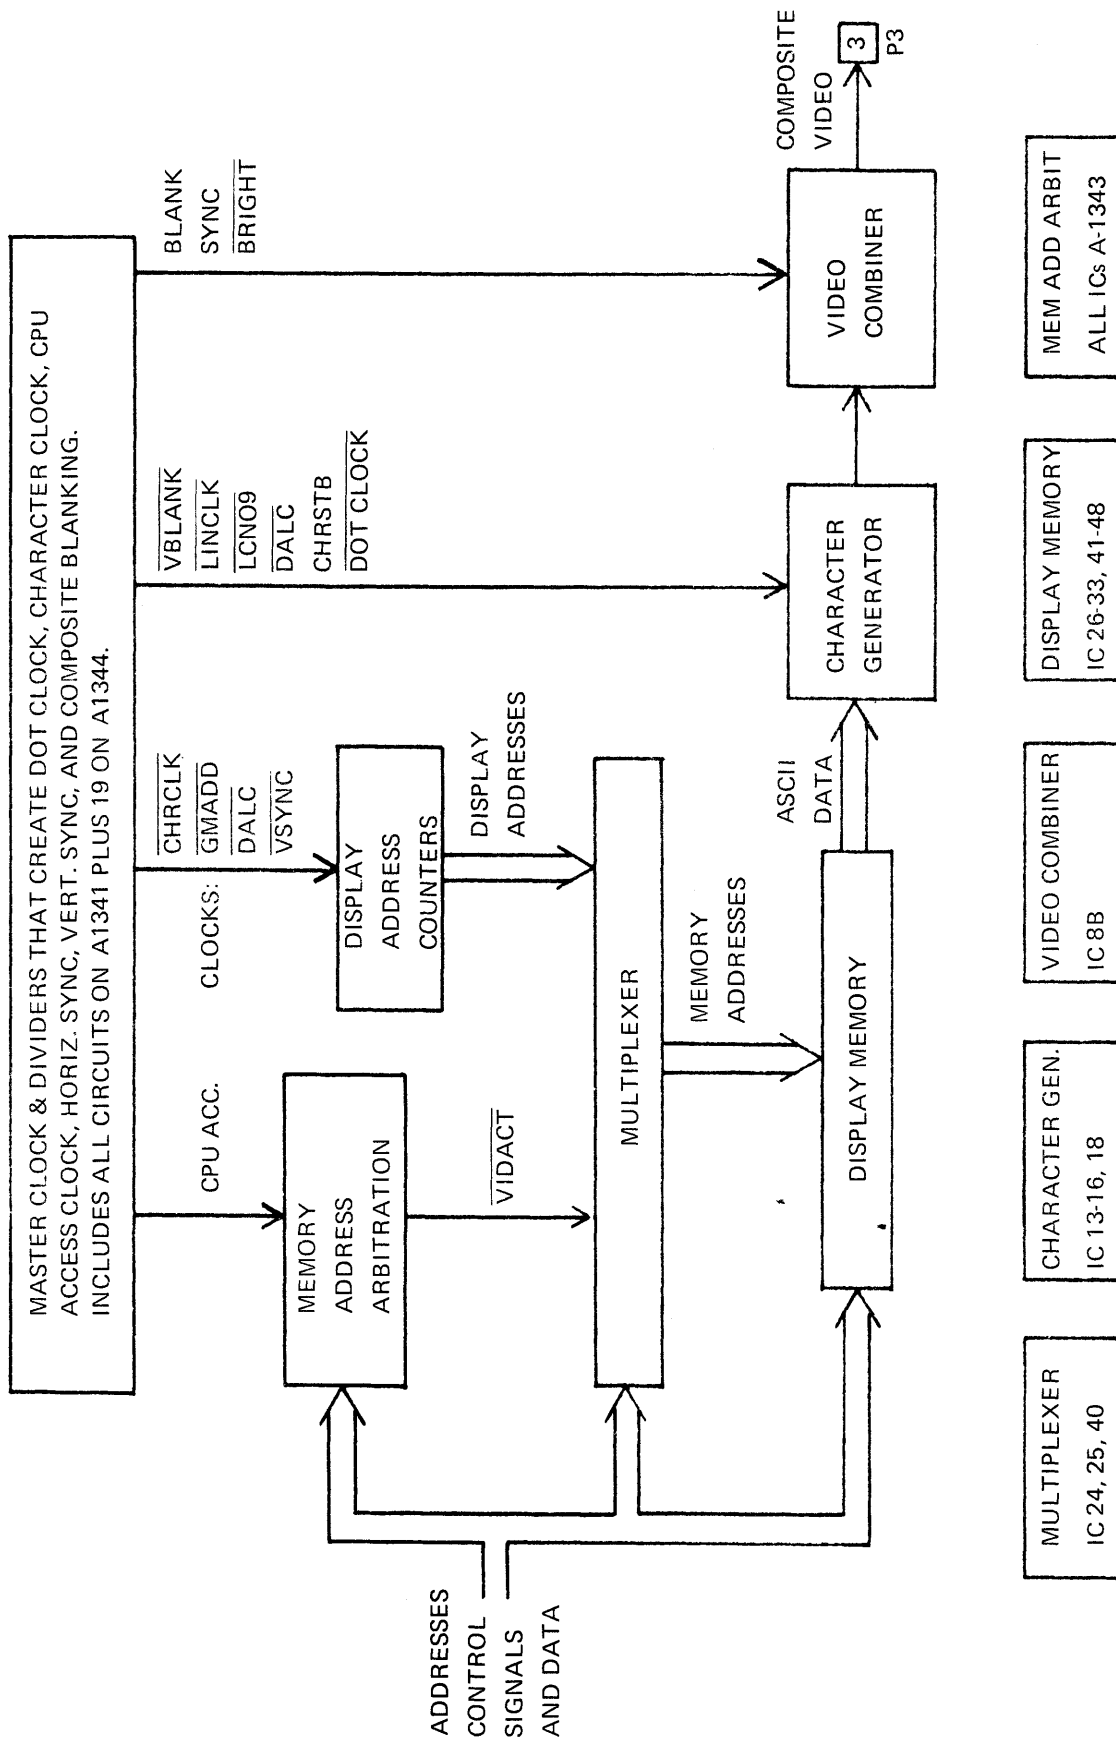 MASTER CLOCK & DIVIDERS THAT CREATE DOT CLOCK, CHARACTER CLOCK, CPU
ACCESS CLOCK, HORIZ. SYNC, VERT. SYNC, AND COMPOSITE BLANKING.
INCLUDES ALL CIRCUITS ON A1341 PLUS 19 ON A1344.
CPU ACC.
CLOCKS:
CHRCLK
GMADD
DALC
VSYNC
VBLANK
LINCLK
LCNO9
DALC
CHRSTB
DOT CLOCK
BLANK
SYNC
BRIGHT
MEMORY
ADDRESS
ARBITRATION
DISPLAY
ADDRESS
COUNTERS
ADDRESSES
CONTROL
SIGNALS
AND DATA
VIDACT
DISPLAY
ADDRESSES
MULTIPLEXER
MEMORY
ADDRESSES
DISPLAY MEMORY
ASCII
DATA
CHARACTER
GENERATOR
VIDEO
COMBINER
COMPOSITE
VIDEO
3
P3
MULTIPLEXER
IC 24, 25, 40
CHARACTER GEN.
IC 13-16, 18
VIDEO COMBINER
IC 8B
DISPLAY MEMORY
IC 26-33, 41-48
MEM ADD ARBIT
ALL ICs A-1343